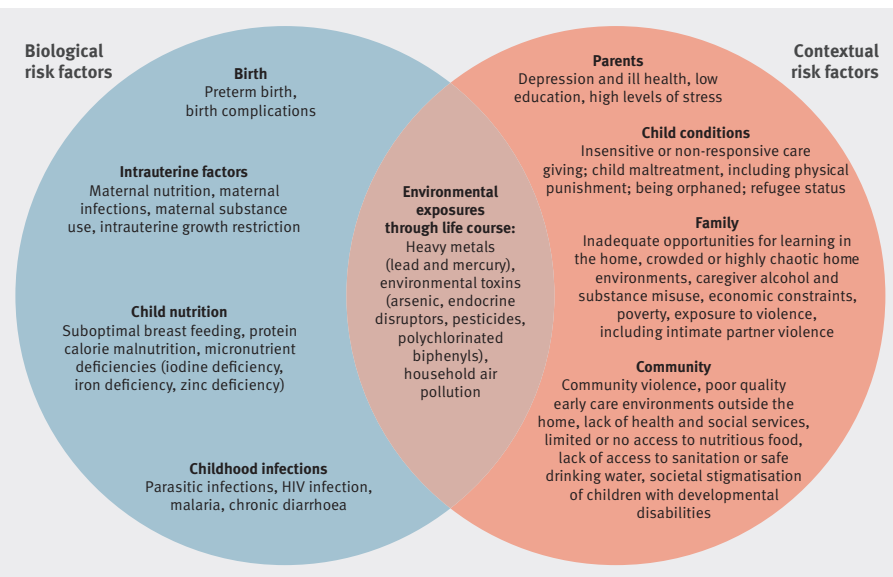 Biological
risk factors
Birth
Preterm birth,
birth complications
Intrauterine factors
Maternal nutrition, maternal
infections, maternal substance
use, intrauterine growth restriction
Child nutrition
Suboptimal breast feeding, protein
calorie malnutrition, micronutrient
deficiencies (iodine deficiency,
iron deficiency, zinc deficiency)
Childhood infections
Parasitic infections, HIV infection,
malaria, chronic diarrhoea
Environmental
exposures
through life course:
Heavy metals
(lead and mercury),
environmental toxins
(arsenic, endocrine
disruptors, pesticides,
polychlorinated
biphenyls),
household air
pollution
Contextual
risk factors
Parents
Depression and ill health, low
education, high levels of stress
Child conditions
Insensitive or non-responsive care
giving; child maltreatment, including physical
punishment; being orphaned; refugee status
Family
Inadequate opportunities for learning in
the home, crowded or highly chaotic home
environments, caregiver alcohol and
substance misuse, economic constraints,
poverty, exposure to violence,
including intimate partner violence
Community
Community violence, poor quality
early care environments outside the
home, lack of health and social services,
limited or no access to nutritious food,
lack of access to sanitation or safe
drinking water, societal stigmatisation
of children with developmental
disabilities